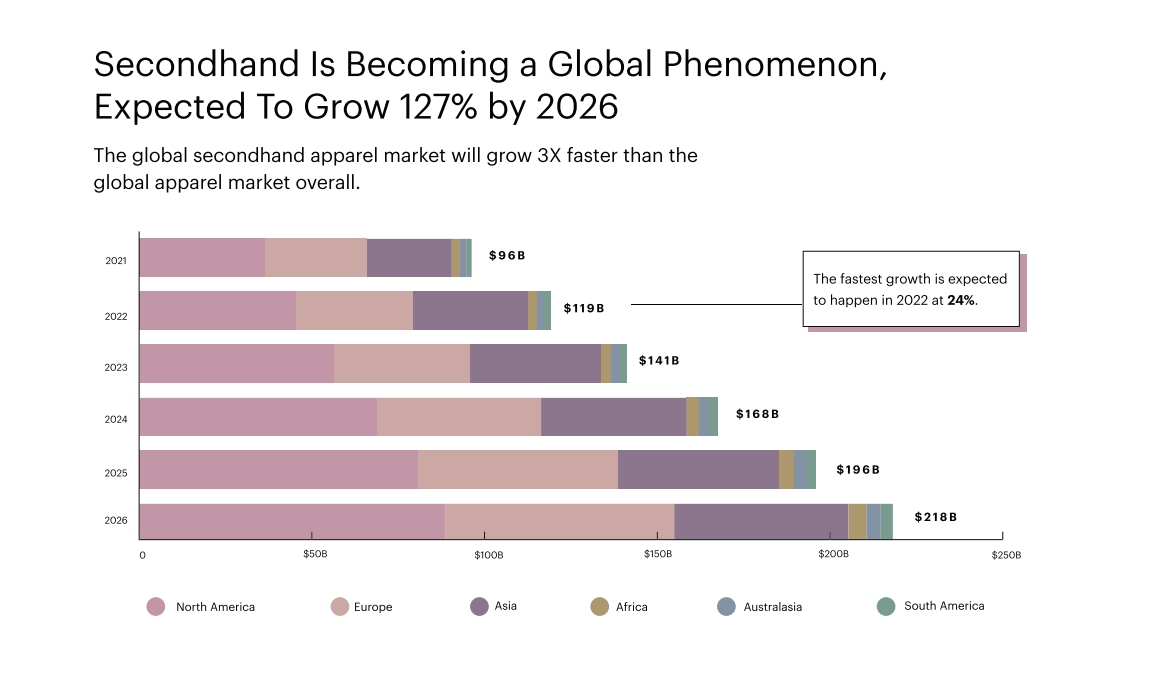 Secondhand Is Becoming a Global Phenomenon,
Expected To Grow 127% by 2026
The global secondhand apparel market will grow 3X faster than the
global apparel market overall.
2021
$96B
The fastest growth is expected
to happen in 2022 at 24%.
2022
$119B
2023
$141B
2024
$168B
2025
$196B
2026
$218B
0
$50B
$100B
$150B
$200B
$250B
North America
Europe
Asia
Africa
Australasia
South America